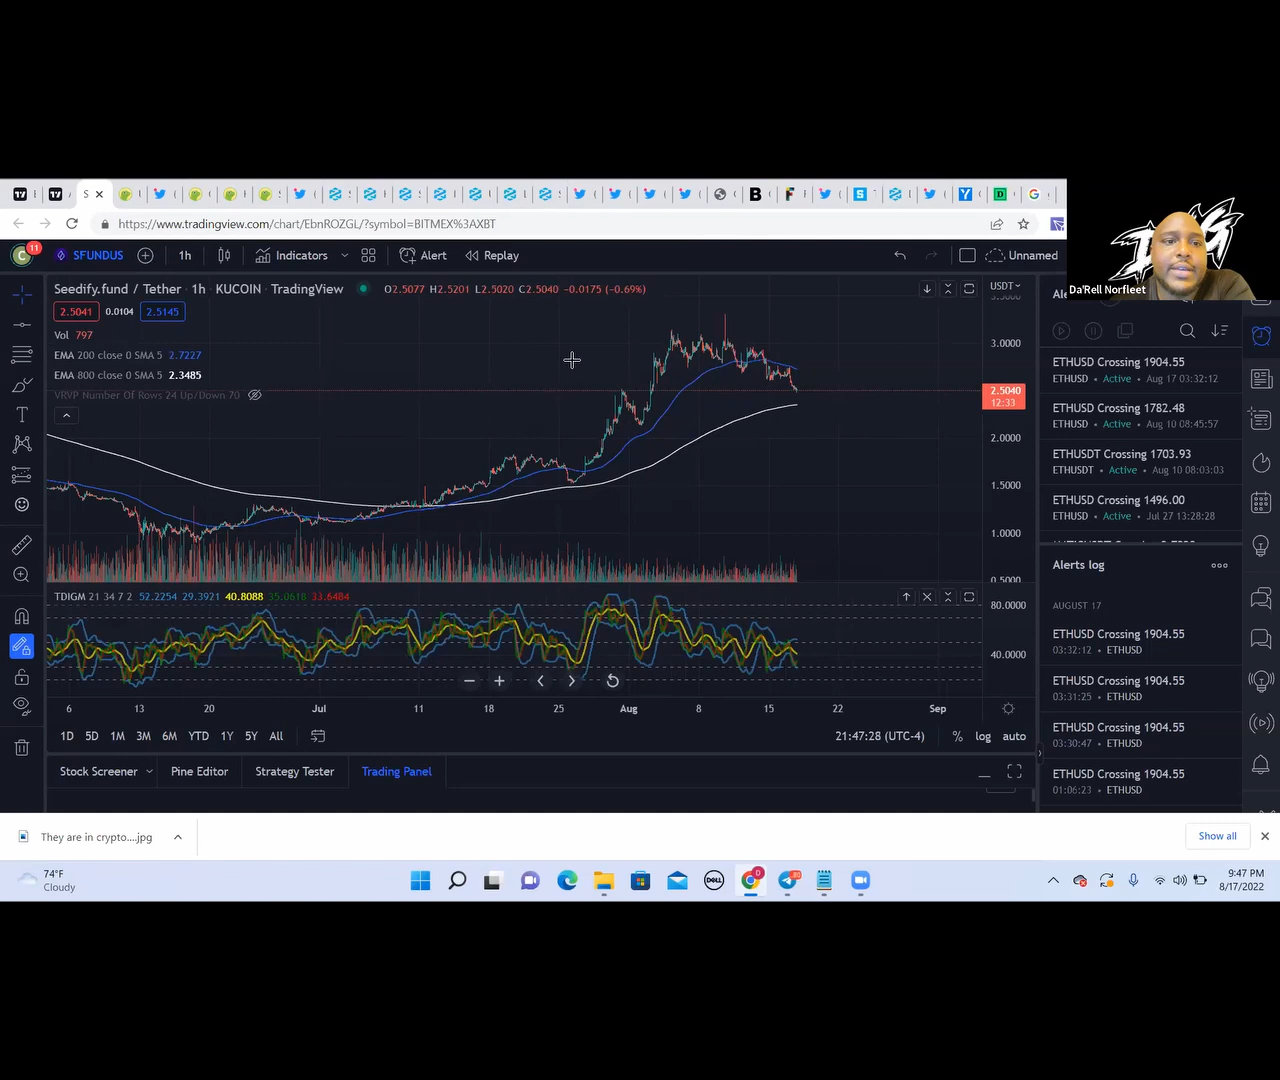 S
https://www.tradingview.com/chart/EbnROZGL/?symbol=BITMEX%3AXBT
C 11 SFUNDUS 1h Indicators Alert Replay Unnamed
Da'Rell Norfleet
Seedify.fund / Tether · 1h · KUCOIN · TradingView O2.5077 H2.5201 L2.5020 C2.5040 -0.0175 (-0.69%) USDT
2.5041 0.0104 2.5145
Vol 797
EMA 200 close 0 SMA 5 2.7227
EMA 800 close 0 SMA 5 2.3485
VRVP Number Of Rows 24 Up/Down 70
3.5000
3.0000
2.5040
12:33
2.0000
1.5000
1.0000
0.5000
TDIGM 21 34 7 2 52.2254 29.3921 40.8088 35.0618 33.6484
80.0000
40.0000
6 13 20 Jul 11 18 25 Aug 8 15 22 Sep
1D 5D 1M 3M 6M YTD 1Y 5Y All 21:47:28 (UTC-4) % log auto
Stock Screener Pine Editor Strategy Tester Trading Panel
ETHUSD Crossing 1904.55
ETHUSD • Active • Aug 17 03:32:12
ETHUSD Crossing 1782.48
ETHUSD • Active • Aug 10 08:45:57
ETHUSDT Crossing 1703.93
ETHUSDT • Active • Aug 10 08:03:03
ETHUSD Crossing 1496.00
ETHUSD • Active • Jul 27 13:28:28
Alerts log
AUGUST 17
ETHUSD Crossing 1904.55
03:32:12 • ETHUSD
ETHUSD Crossing 1904.55
03:31:25 • ETHUSD
ETHUSD Crossing 1904.55
03:30:47 • ETHUSD
ETHUSD Crossing 1904.55
01:06:23 • ETHUSD
They are in crypto....jpg Show all
74°F
Cloudy
DELL
9:47 PM
8/17/2022